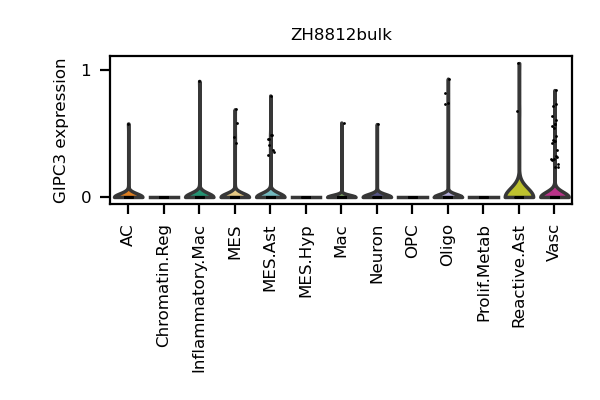 ZH8812bulk
GIPC3 expression
1
0
AC
Chromatin.Reg
Inflammatory.Mac
MES
MES.Ast
MES.Hyp
Mac
Neuron
OPC
Oligo
Prolif.Metab
Reactive.Ast
Vasc